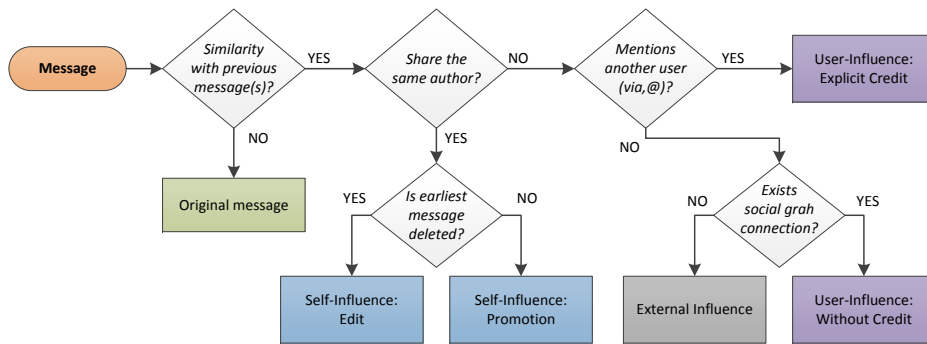 Message
Similarity
with previous
message(s)?
YES
Share the
same author?
NO
Mentions
another user
(via,@)?
YES
User-Influence:
Explicit Credit
NO
YES
NO
Original message
YES
Is earliest
message
deleted?
NO
NO
Exists
social grah
connection?
YES
Self-Influence:
Edit
Self-Influence:
Promotion
External Influence
User-Influence:
Without Credit